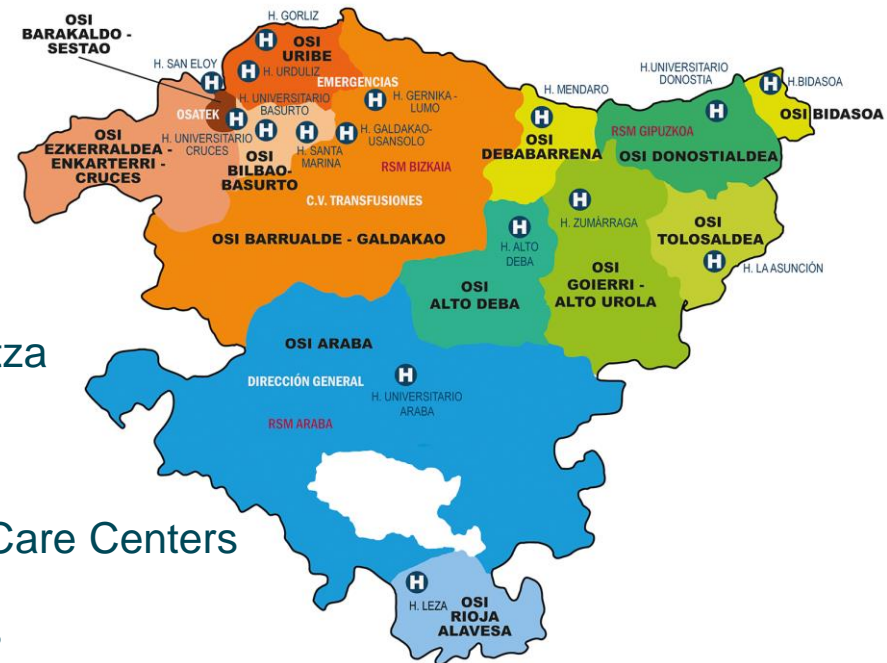 OSI
BARAKALDO -
SESTAO
H. GORLIZ
H
OSI
URIBE
H. SAN ELOY
H
H
H. URDULIZ
EMERGENCIAS
OSATEK
H. UNIVERSITARIO
BASURTO
H
H
H. GERNIKA -
LUMO
H
H. UNIVERSITARIO
CRUCES
H
H. SANTA
MARINA
H
H. GALDAKAO-
USANSOLO
OSI
EZKERRALDEA -
ENKARTERRI -
CRUCES
OSI
BILBAO-
BASURTO
RSM BIZKAIA
C.V. TRANSFUSIONES
OSI BARRUALDE - GALDAKAO
H
H. MENDARO
OSI
DEBABARRENA
H.UNIVERSITARIO
DONOSTIA
H
H
H.BIDASOA
OSI BIDASOA
RSM GIPUZKOA
OSI DONOSTIALDEA
H
H. ZUMÁRRAGA
H
H. ALTO
DEBA
OSI
TOLOSALDEA
H
H. LA ASUNCIÓN
OSI
ALTO DEBA
OSI
GOIERRI -
ALTO UROLA
tza
OSI ARABA
DIRECCIÓN GENERAL
H
H. UNIVERSITARIO
ARABA
RSM ARABA
Care Centers
H
H. LEZA
OSI
RIOJA
ALAVESA